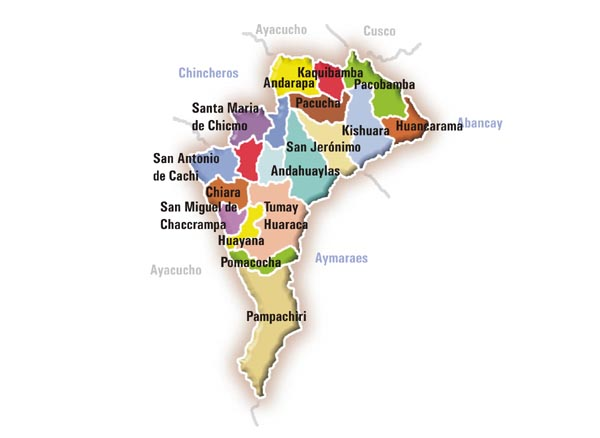 Ayacucho
Cusco
Chincheros
Kaquibamba
Andarapa
Pacobamba
Pacucha
Santa Maria
de Chicmo
Kishuara
Huancarama
Abancay
San Jerónimo
San Antonio
de Cachi
Andahuaylas
Chiara
San Miguel de
Chaccrampa
Tumay
Huaraca
Huayana
Pomacocha
Aymaraes
Ayacucho
Pampachiri